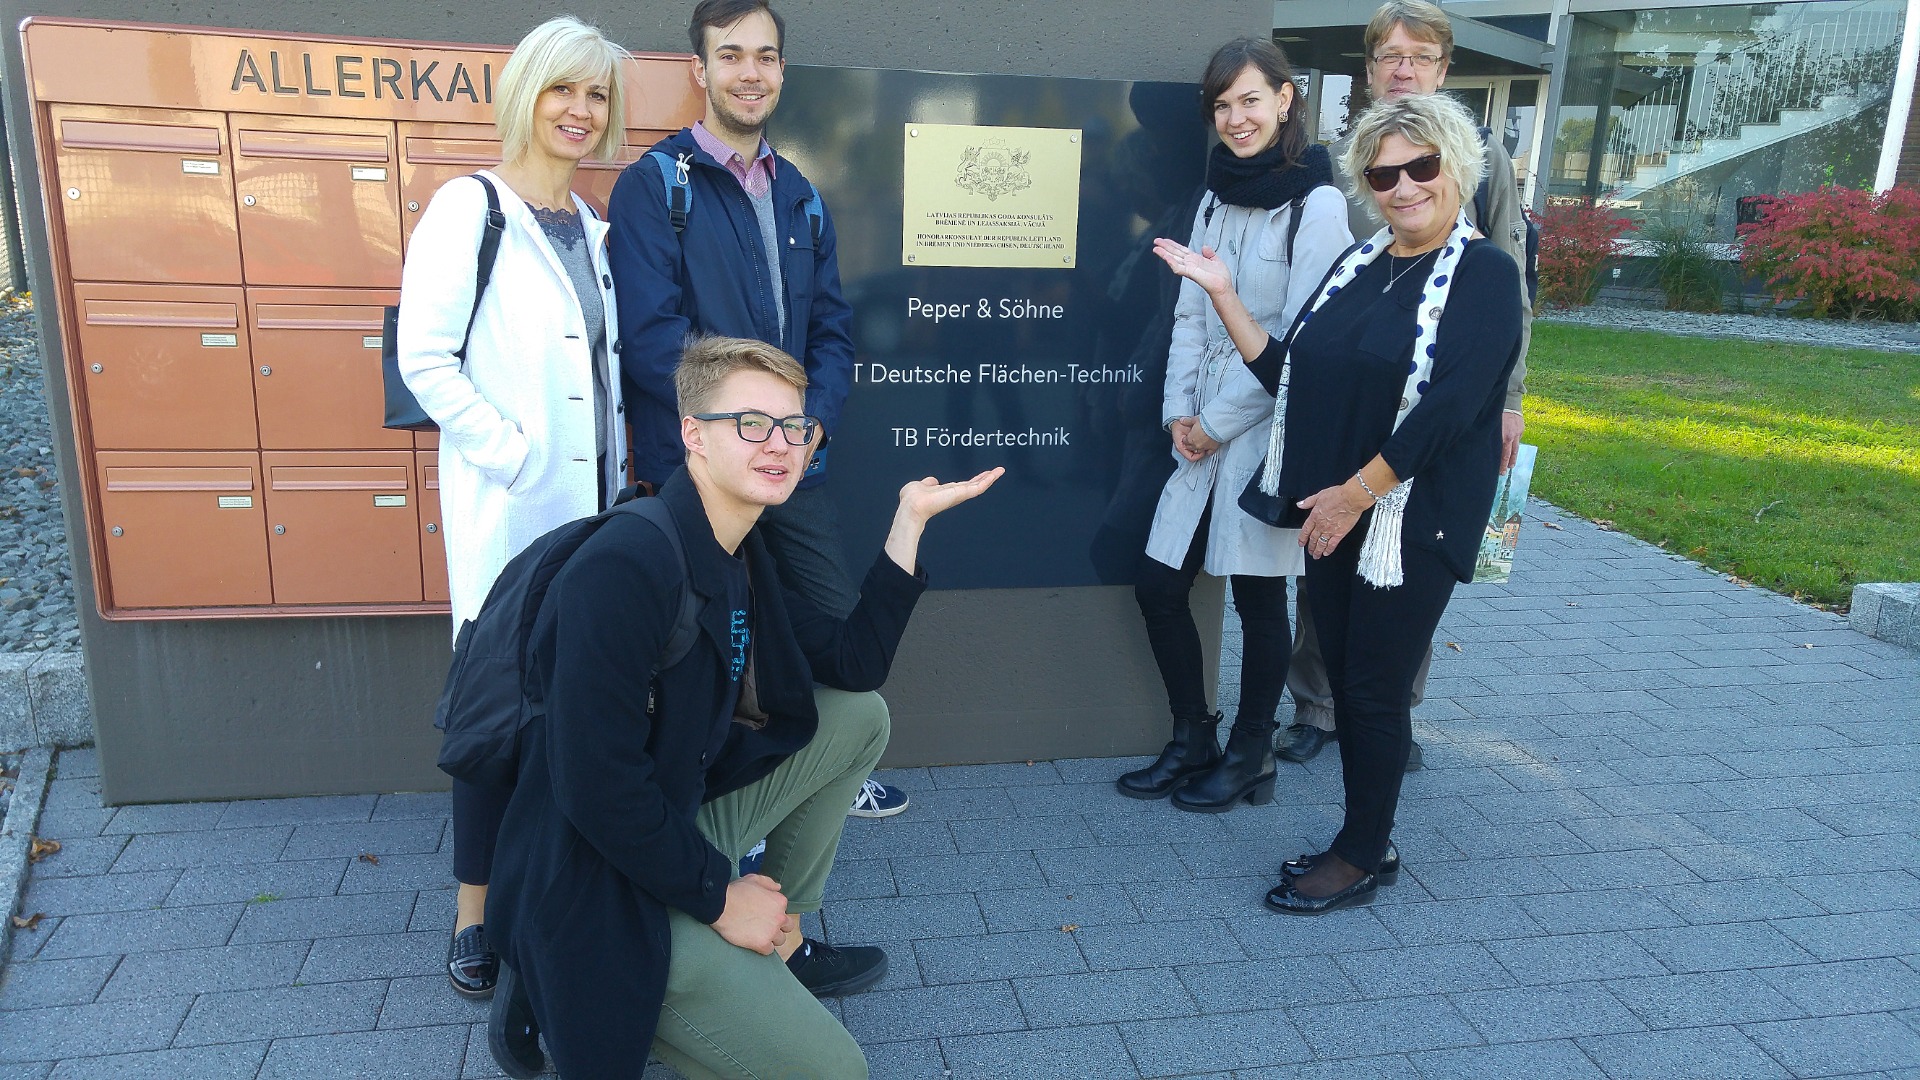 ALLERKAI
LATVIJAS REPUBLIKAS GODA KONSULĀTS
BRĒMENĒ UN LEJASSAKSIJĀ, VĀCIJĀ
HONORARKONSULAT DER REPUBLIK LETTLAND
IN BREMEN UND NIEDERSACHSEN, DEUTSCHLAND
Peper & Söhne
T Deutsche Flächen-Technik
TB Fördertechnik